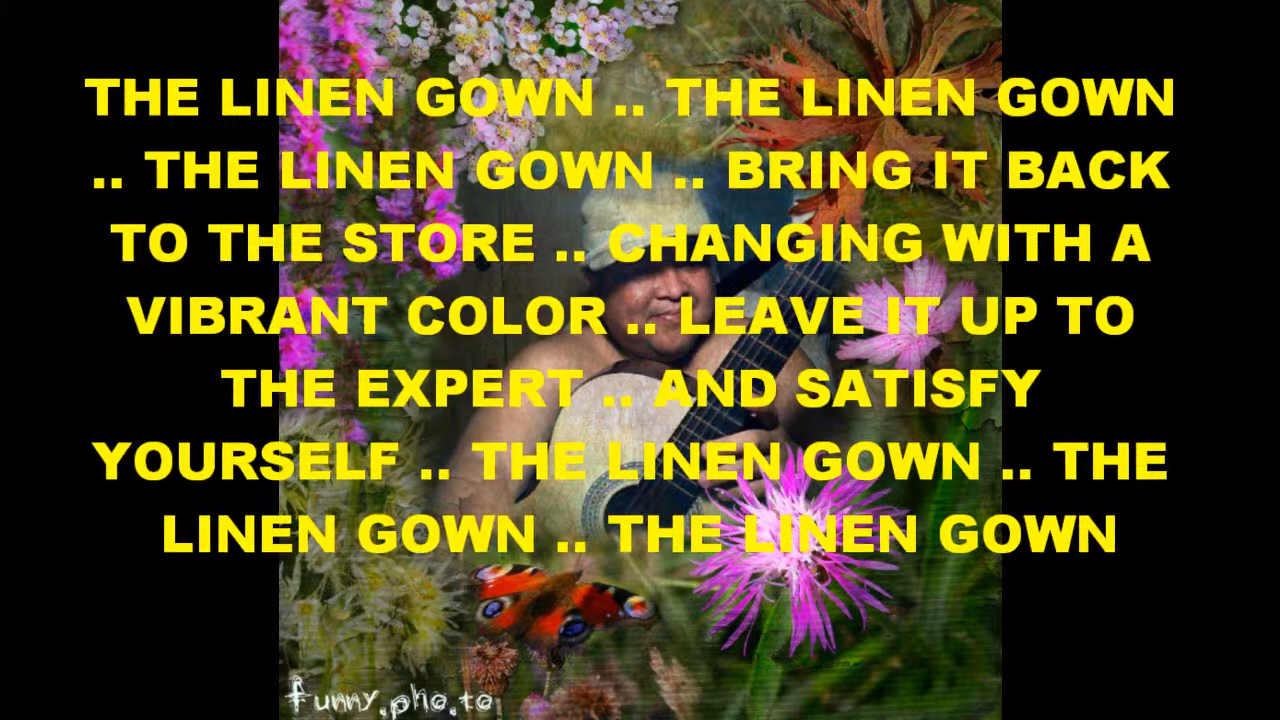 THE LINEN GOWN .. THE LINEN GOWN
.. THE LINEN GOWN .. BRING IT BACK
TO THE STORE .. CHANGING WITH A
VIBRANT COLOR .. LEAVE IT UP TO
THE EXPERT .. AND SATISFY
YOURSELF .. THE LINEN GOWN .. THE
LINEN GOWN .. THE LINEN GOWN
funny.pho.to